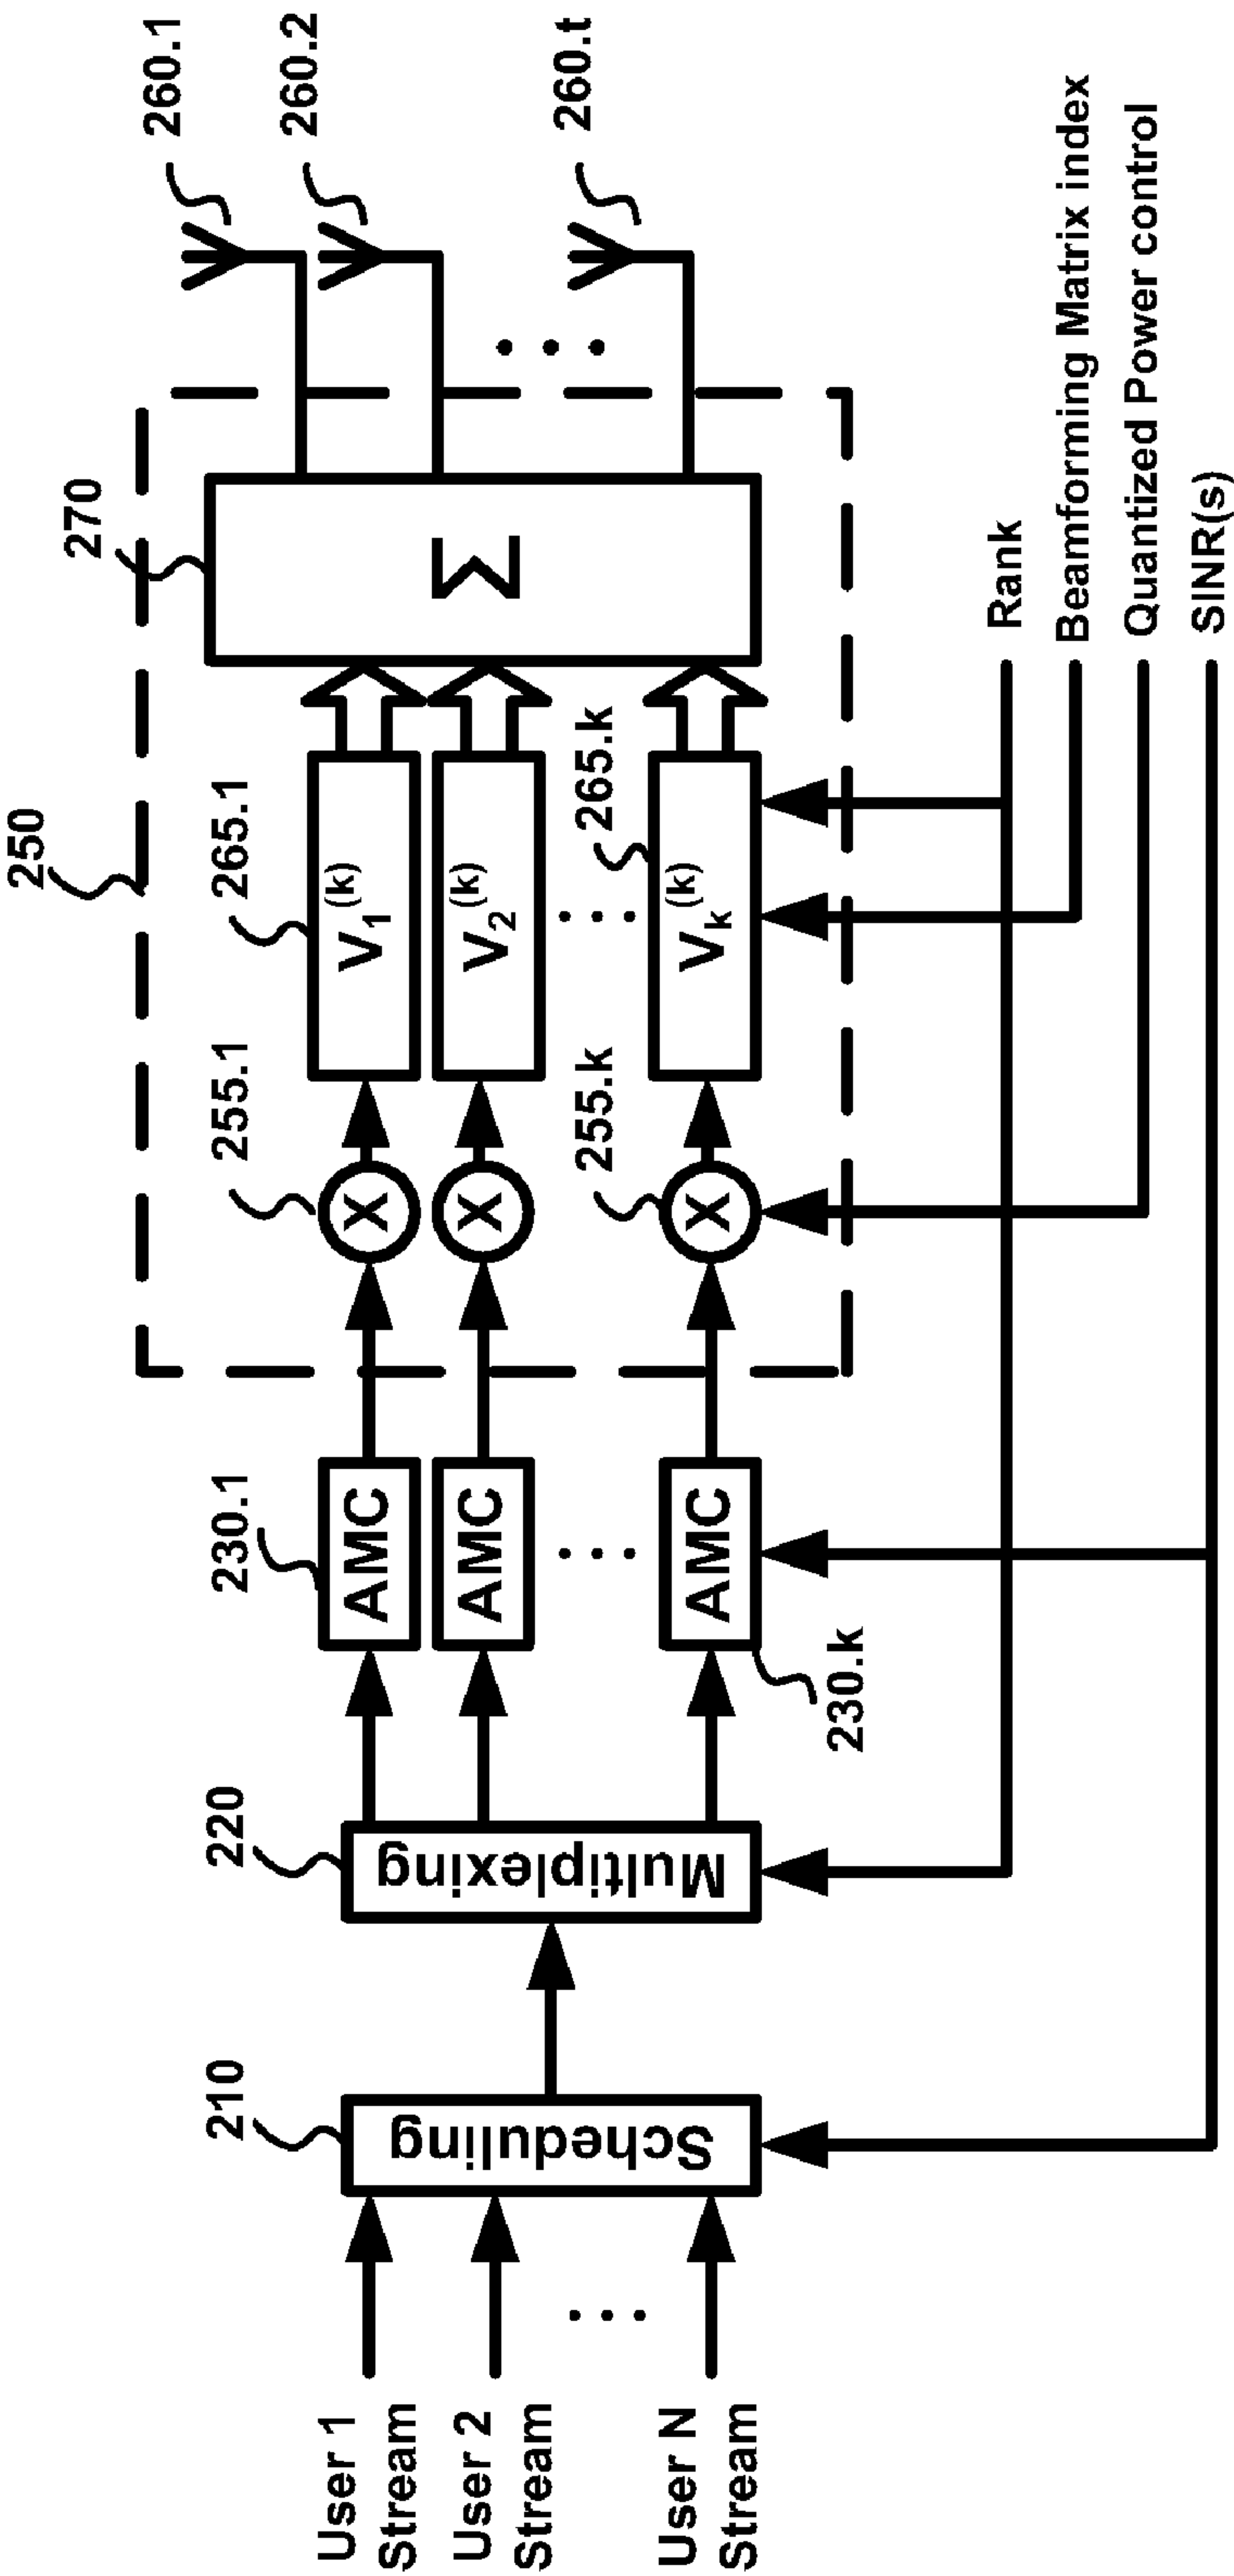 User 1
Stream
User 2
Stream
User N
Stream
...
210
Scheduling
220
Multiplexing
230.1
AMC
AMC
...
AMC
230.k
250
255.1
X
X
255.k
X
265.1
V1(k)
V2(k)
...
265.k
Vk(k)
270
Σ
260.1
260.2
...
260.t
Rank
Beamforming Matrix index
Quantized Power control
SINR(s)